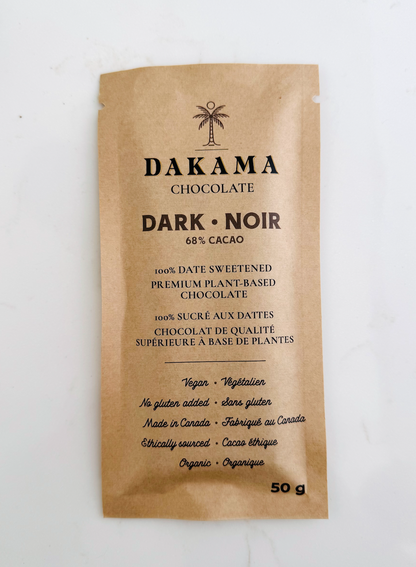 DAKAMA
CHOCOLATE
DARK • NOIR
68% CACAO
100% DATE SWEETENED
PREMIUM PLANT-BASED
CHOCOLATE
100% SUCRÉ AUX DATTES
CHOCOLAT DE QUALITÉ
SUPÉRIEURE À BASE DE PLANTES
Vegan • Végétalien
No gluten added • Sans gluten
Made in Canada • Fabriqué au Canada
Ethically sourced • Cacao éthique
Organic • Organique
50 g